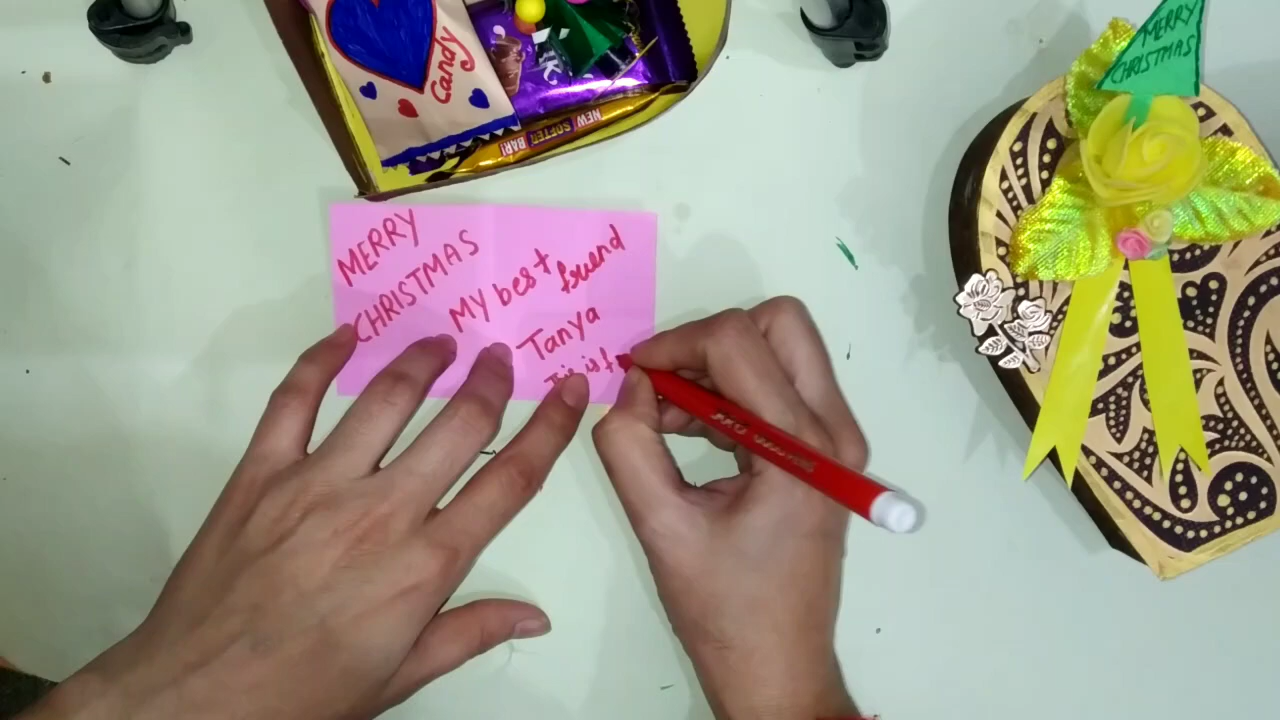 Candy
NEW
SOFTER
BAR!
MERRY
CHRISTMAS
MERRY
CHRISTMAS
My best friend
Tanya